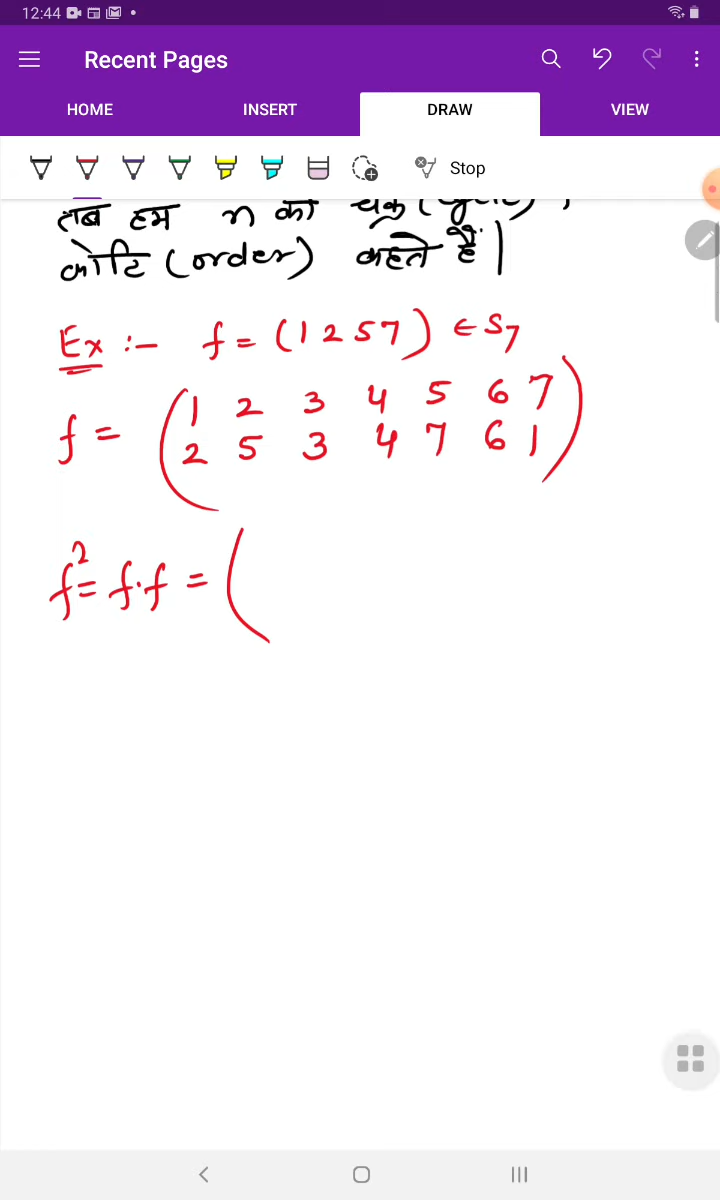 12:44
Recent Pages
HOME INSERT DRAW VIEW
Stop
तब हम n को चक्र
कोटि (order) कहते हैं।
Ex :- f = (1 2 5 7) ∈ S₇
f = ( 1 2 3 4 5 6 7
2 5 3 4 7 6 1 )
f² = f·f = (